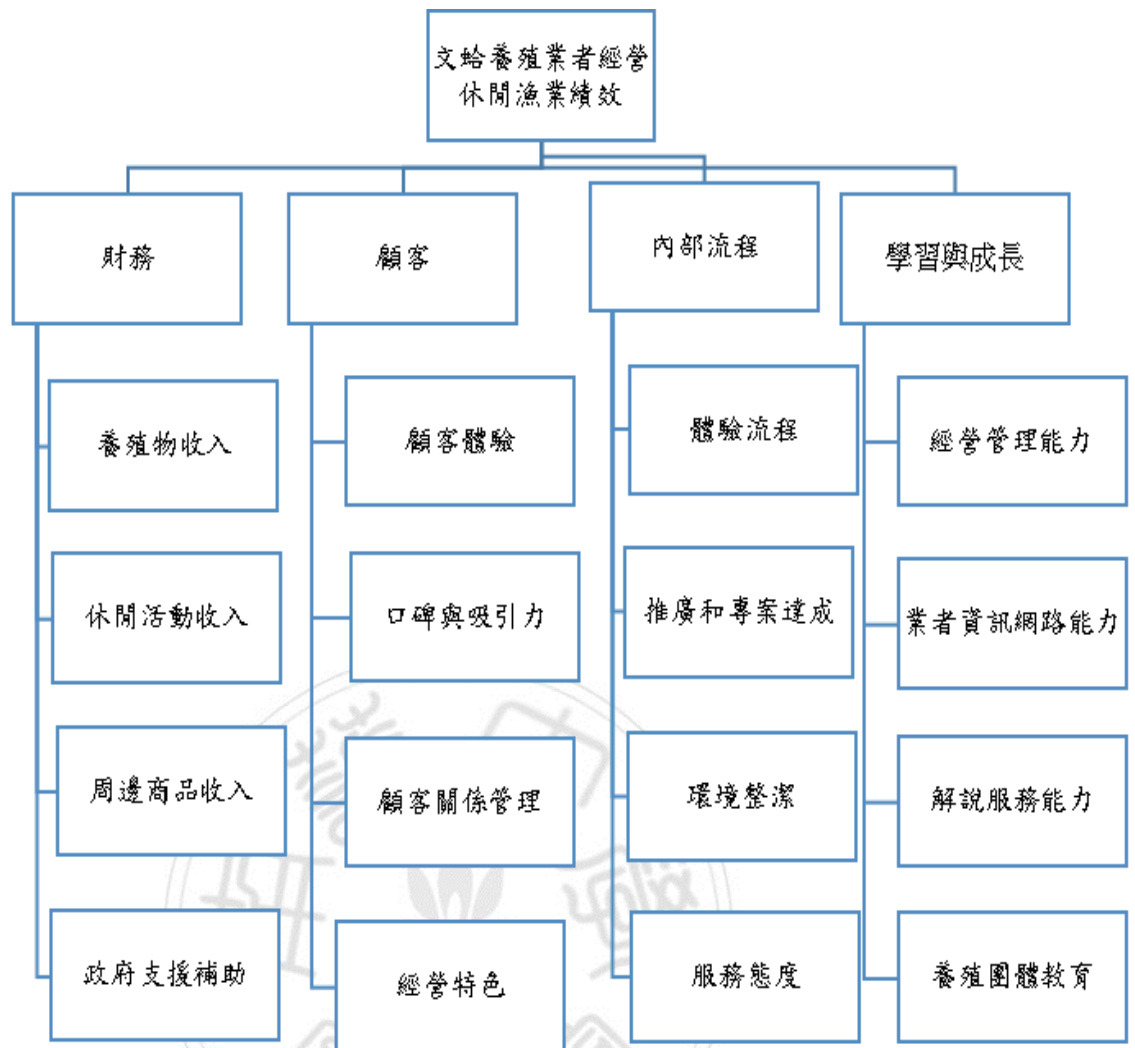 文蛤養殖業者經營
休閒漁業績效
財務
顧客
內部流程
學習與成長
養殖物收入
顧客體驗
體驗流程
經營管理能力
休閒活動收入
口碑與吸引力
推廣和專案達成
業者資訊網路能力
周邊商品收入
顧客關係管理
環境整潔
解說服務能力
政府支援補助
經營特色
服務態度
養殖團體教育